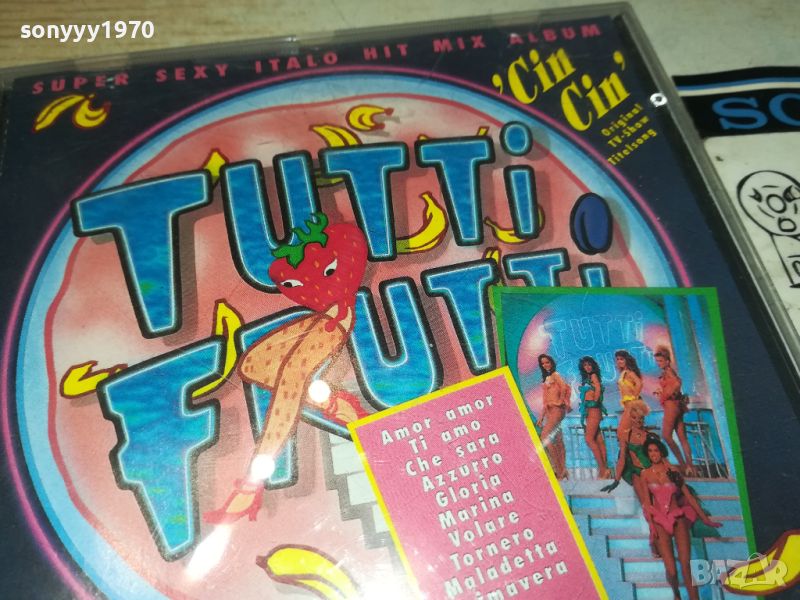 sonyyy1970
SUPER SEXY ITALO HIT MIX ALBUM
'Cin Cin'
Original
TV-Show
Titelsong
TUTTi
FRUTTi
TUTTi
Amor amor
Ti amo
Che sara
Azzurro
Gloria
Marina
Volare
Tornero
Maladetta
BAZAR